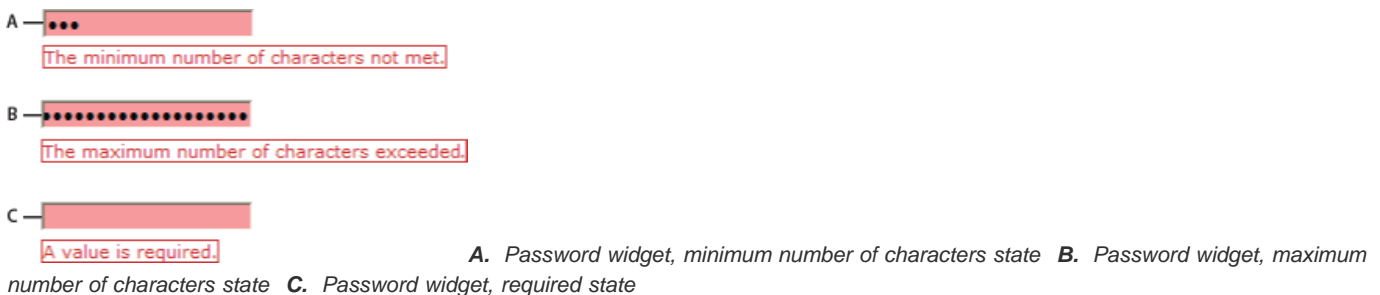 A
The minimum number of characters not met.
B
The maximum number of characters exceeded.
C
A value is required. A. Password widget, minimum number of characters state B. Password widget, maximum
number of characters state C. Password widget, required state